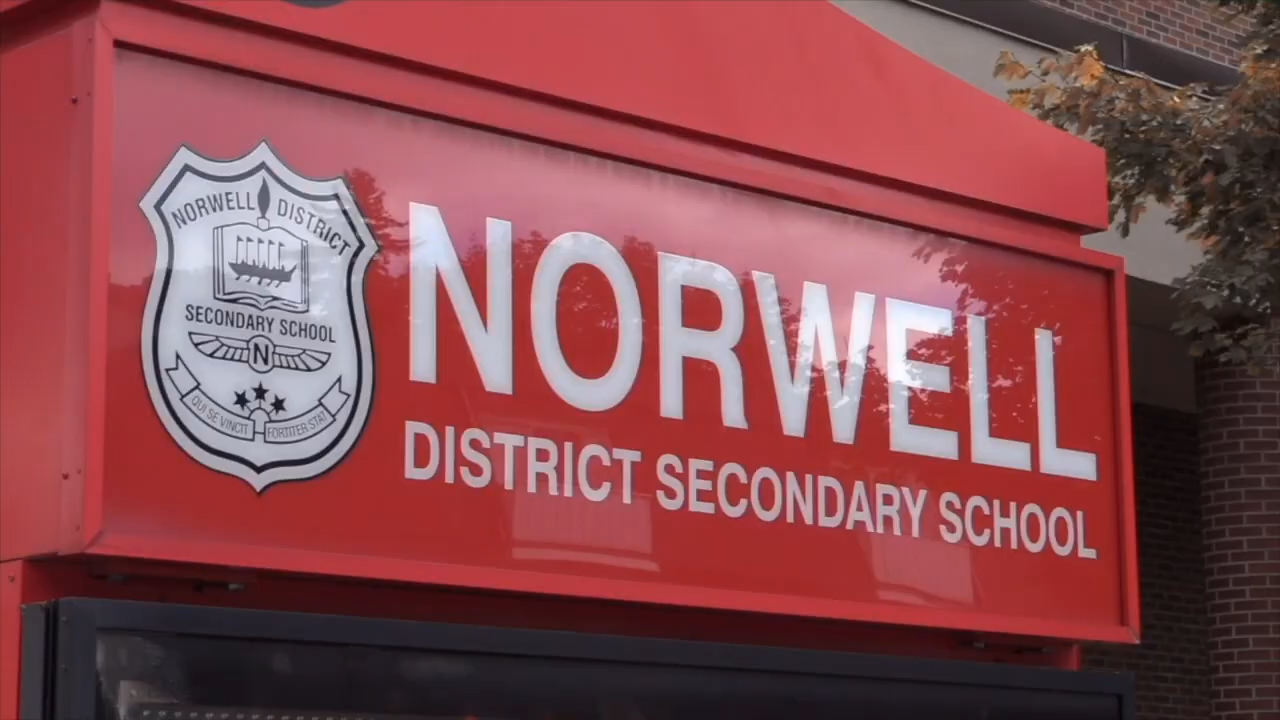 NORWELL DISTRICT
SECONDARY SCHOOL
N
QUI SE VINCIT FORTITER STAT
NORWELL
DISTRICT SECONDARY SCHOOL